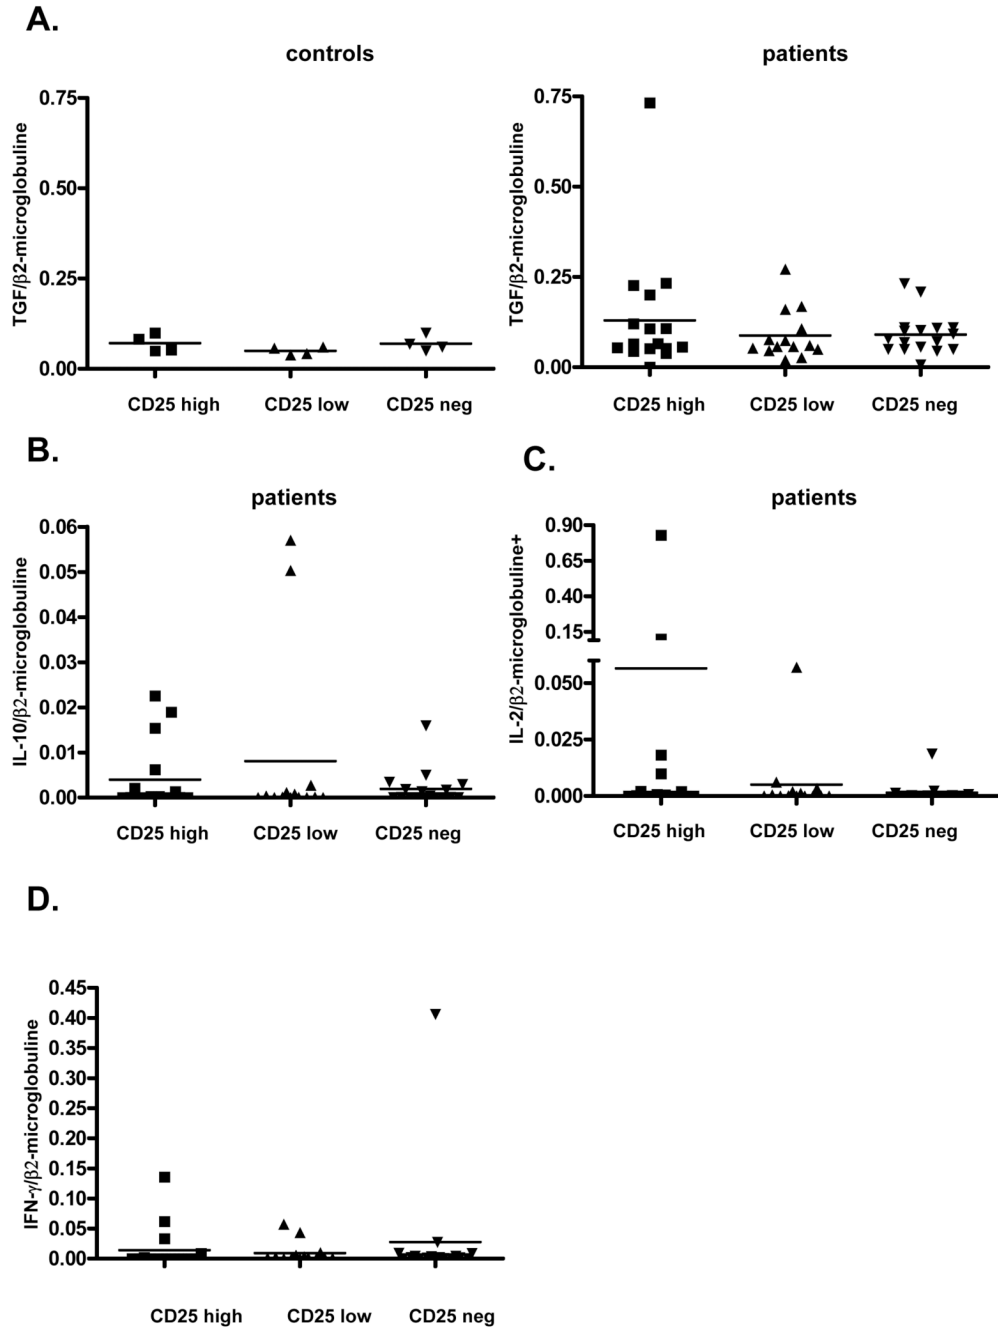 A.
controls
TGF/β2-microglobuline
0.75
0.50
0.25
0.00
CD25 high CD25 low CD25 neg
patients
TGF/β2-microglobuline
0.75
0.50
0.25
0.00
CD25 high CD25 low CD25 neg
B.
patients
IL-10/β2-microglobuline
0.06
0.05
0.04
0.03
0.02
0.01
0.00
CD25 high CD25 low CD25 neg
C.
patients
IL-2/β2-microglobuline+
0.90
0.65
0.40
0.15
0.050
0.025
0.000
CD25 high CD25 low CD25 neg
D.
IFN-γ/β2-microglobuline
0.45
0.40
0.35
0.30
0.25
0.20
0.15
0.10
0.05
0.00
CD25 high CD25 low CD25 neg